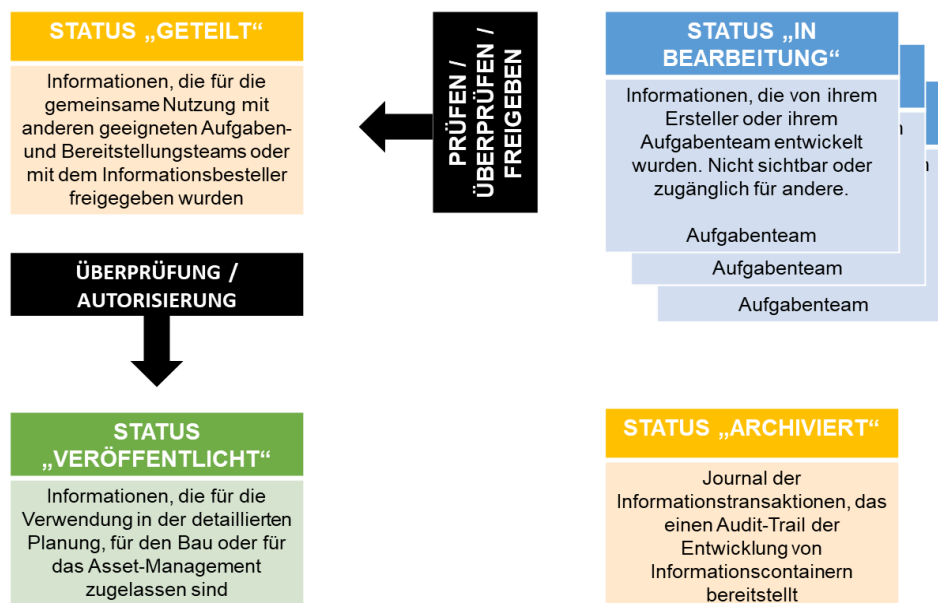 STATUS „GETEILT“
Informationen, die für die
gemeinsame Nutzung mit
anderen geeigneten Aufgaben-
und Bereitstellungsteams oder
mit dem Informationsbesteller
freigegeben wurden
PRÜFEN /
ÜBERPRÜFEN /
FREIGEBEN
STATUS „IN
BEARBEITUNG“
Informationen, die von ihrem
Ersteller oder ihrem
Aufgabenteam entwickelt
wurden. Nicht sichtbar oder
zugänglich für andere.
Aufgabenteam
Aufgabenteam
Aufgabenteam
ÜBERPRÜFUNG /
AUTORISIERUNG
STATUS
„VERÖFFENTLICHT“
Informationen, die für die
Verwendung in der detaillierten
Planung, für den Bau oder für
das Asset-Management
zugelassen sind
STATUS „ARCHIVIERT“
Journal der
Informationstransaktionen, das
einen Audit-Trail der
Entwicklung von
Informationscontainern
bereitstellt